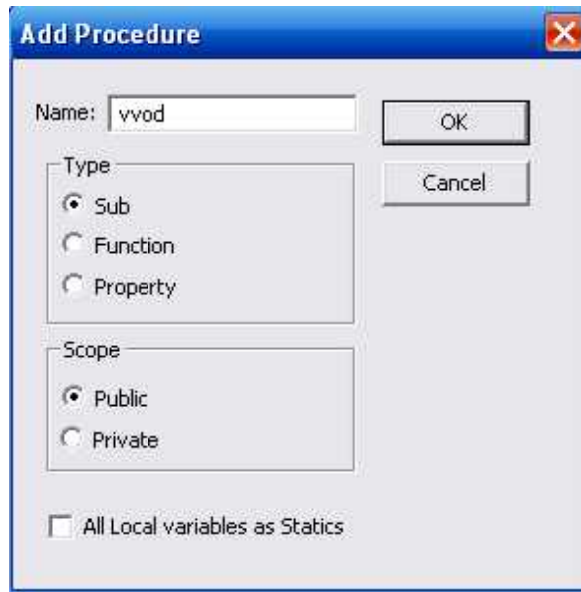 Add Procedure
Name: vvod
OK
Cancel
Type
Sub
Function
Property
Scope
Public
Private
All Local variables as Statics